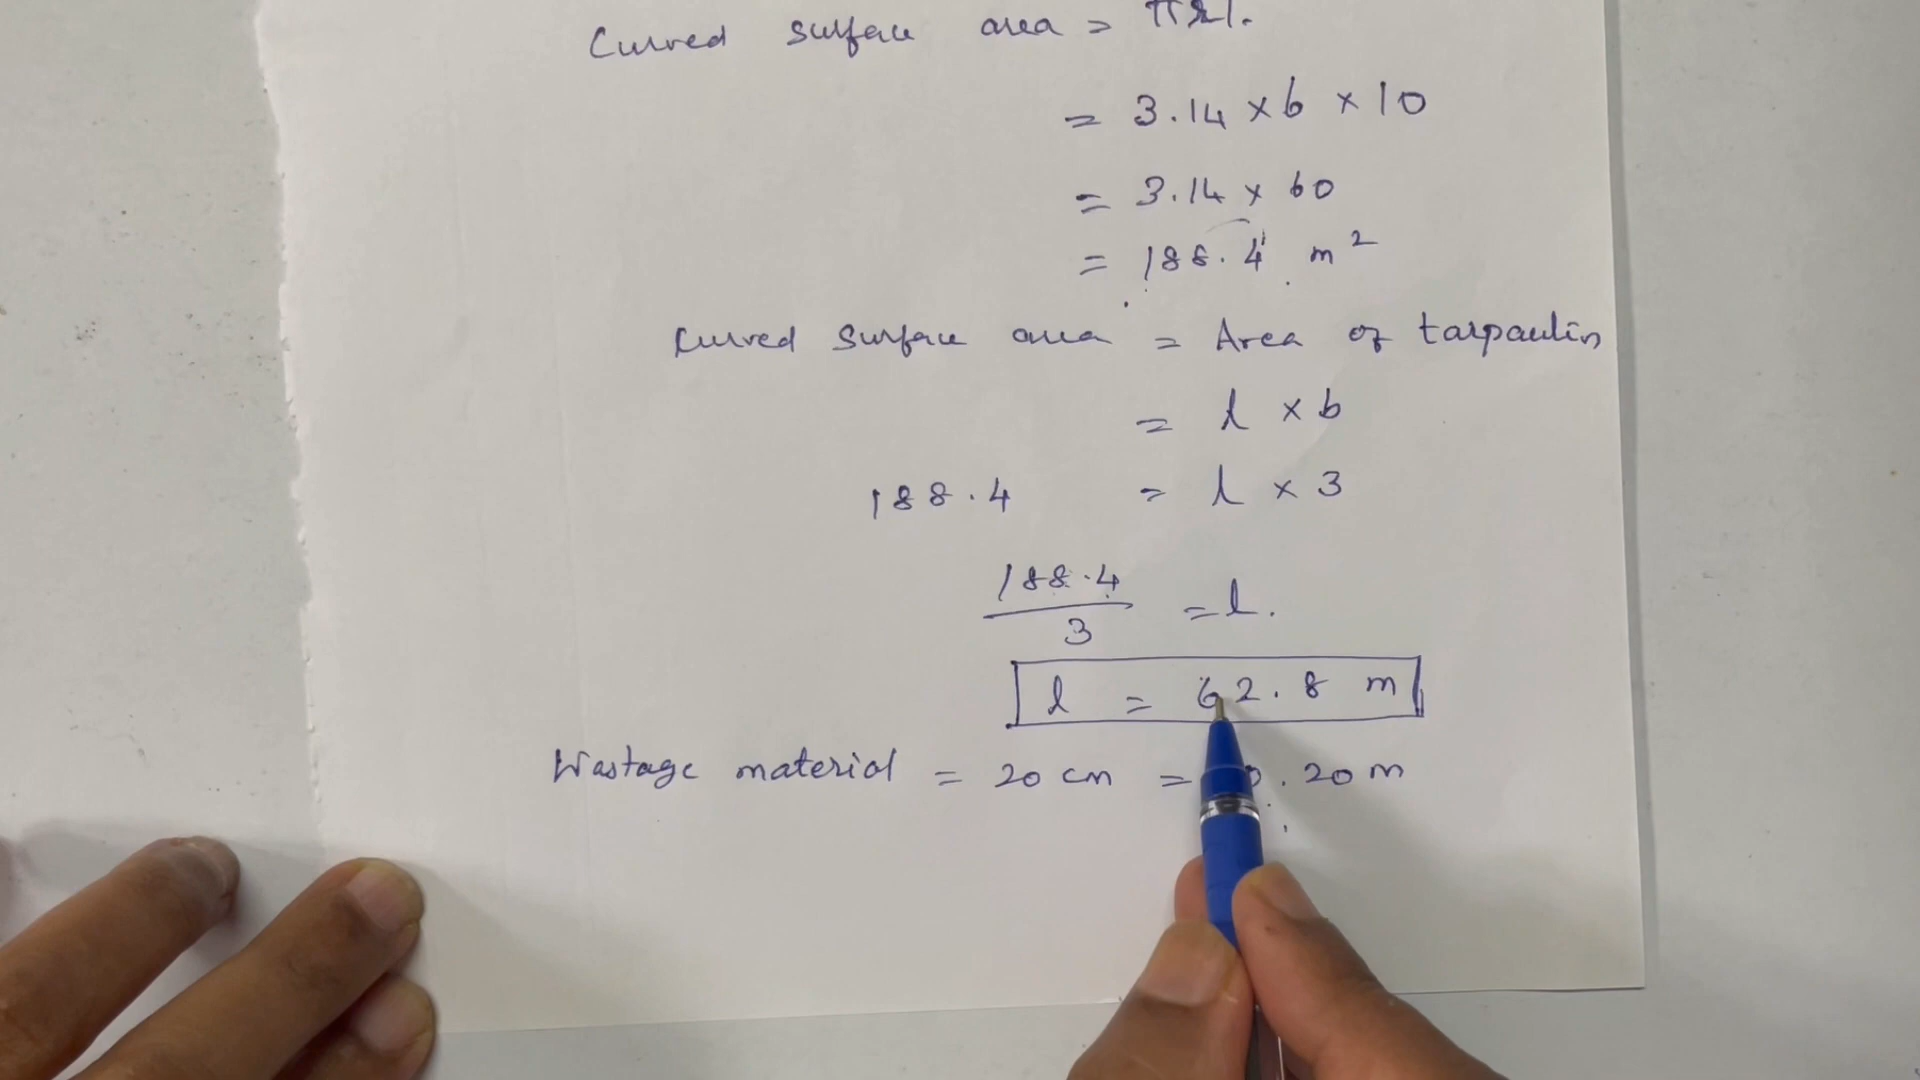 Curved surface area = πrl.
= 3.14 × 6 × 10
= 3.14 × 60
= 188.4 m²
Curved surface area = Area of tarpaulin
= l × b
188.4 = l × 3
188.4/3 = l.
l = 62.8 m
Wastage material = 20 cm = 0.20 m